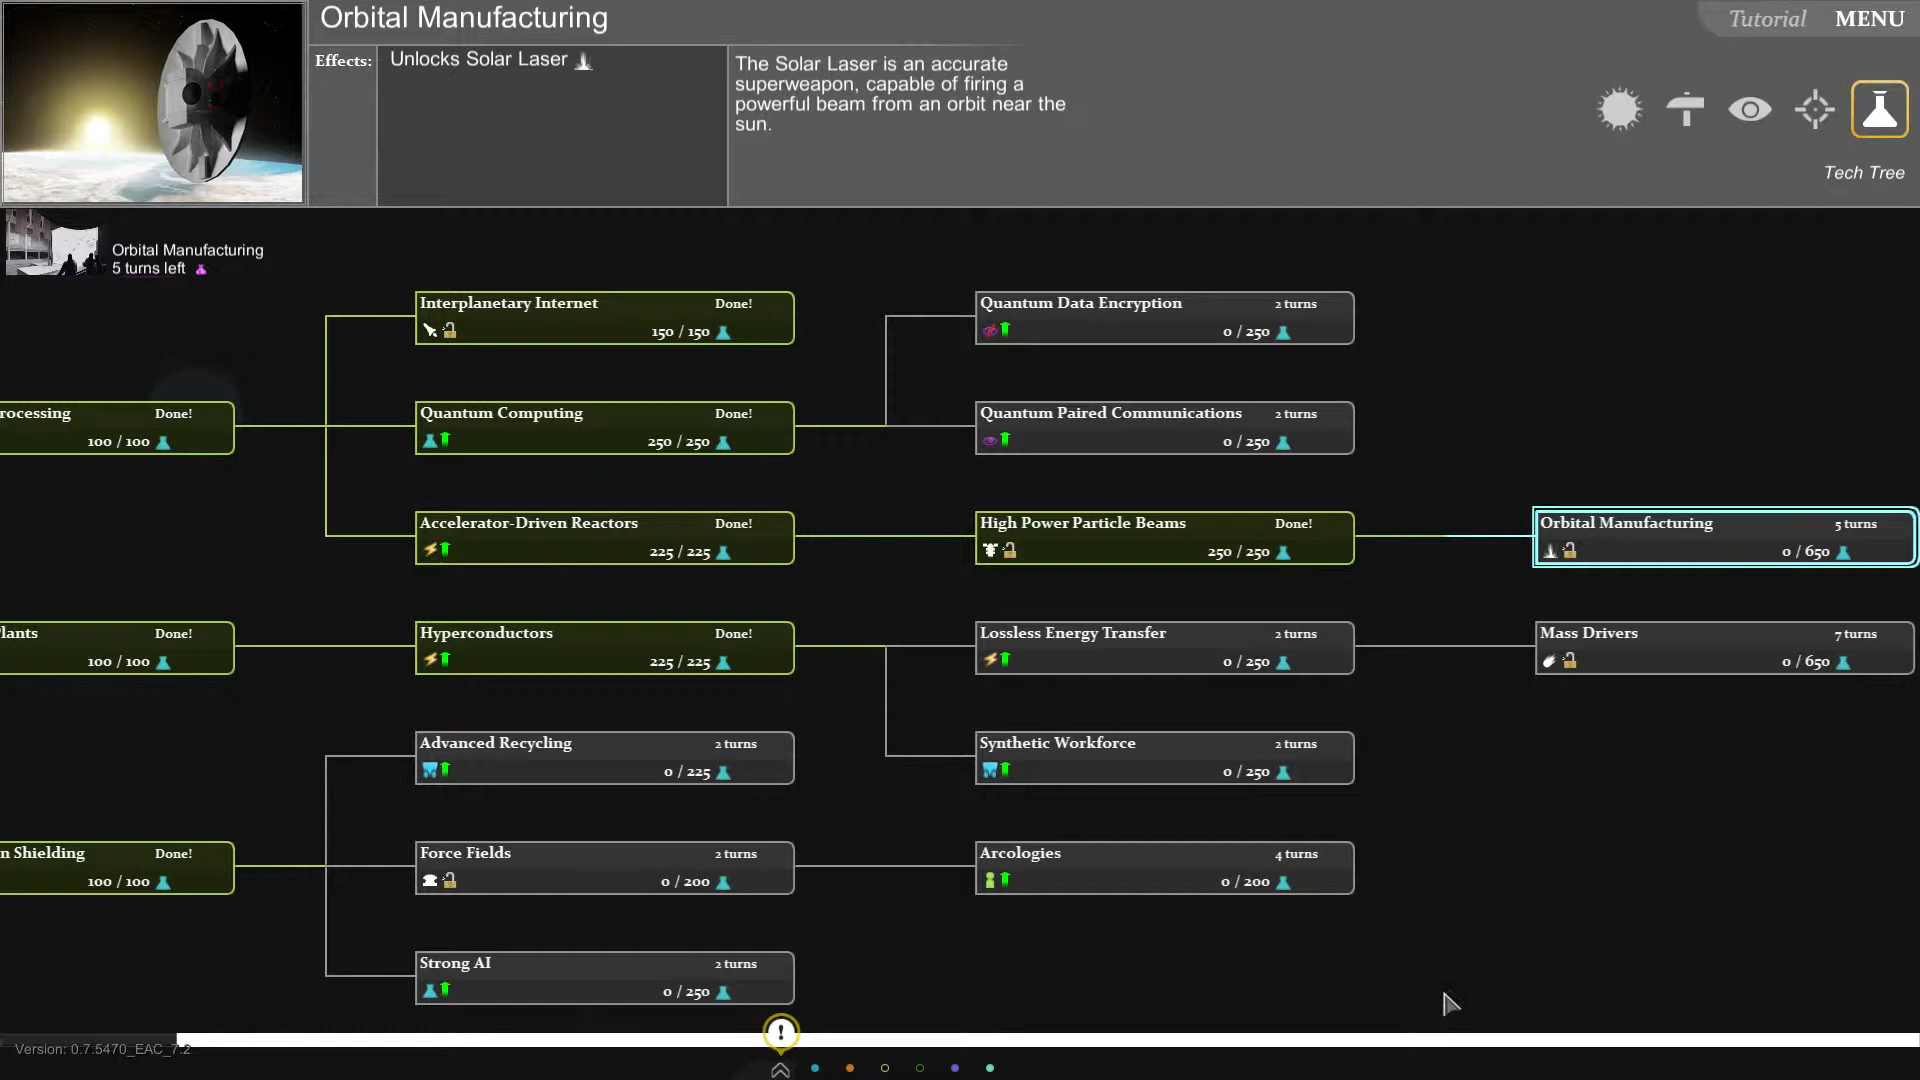 Orbital Manufacturing
Tutorial MENU
Effects:
Unlocks Solar Laser
The Solar Laser is an accurate
superweapon, capable of firing a
powerful beam from an orbit near the
sun.
Tech Tree
Orbital Manufacturing
5 turns left
Interplanetary Internet Done!
150 / 150
Quantum Data Encryption 2 turns
0 / 250
rocessing Done!
100 / 100
Quantum Computing Done!
250 / 250
Quantum Paired Communications 2 turns
0 / 250
Accelerator-Driven Reactors Done!
225 / 225
High Power Particle Beams Done!
250 / 250
Orbital Manufacturing 5 turns
0 / 650
Plants Done!
100 / 100
Hyperconductors Done!
225 / 225
Lossless Energy Transfer 2 turns
0 / 250
Mass Drivers 7 turns
0 / 650
Advanced Recycling 2 turns
0 / 225
Synthetic Workforce 2 turns
0 / 250
n Shielding Done!
100 / 100
Force Fields 2 turns
0 / 200
Arcologies 4 turns
0 / 200
Strong AI 2 turns
0 / 250
!
Version: 0.7.5470_EAC_7.2